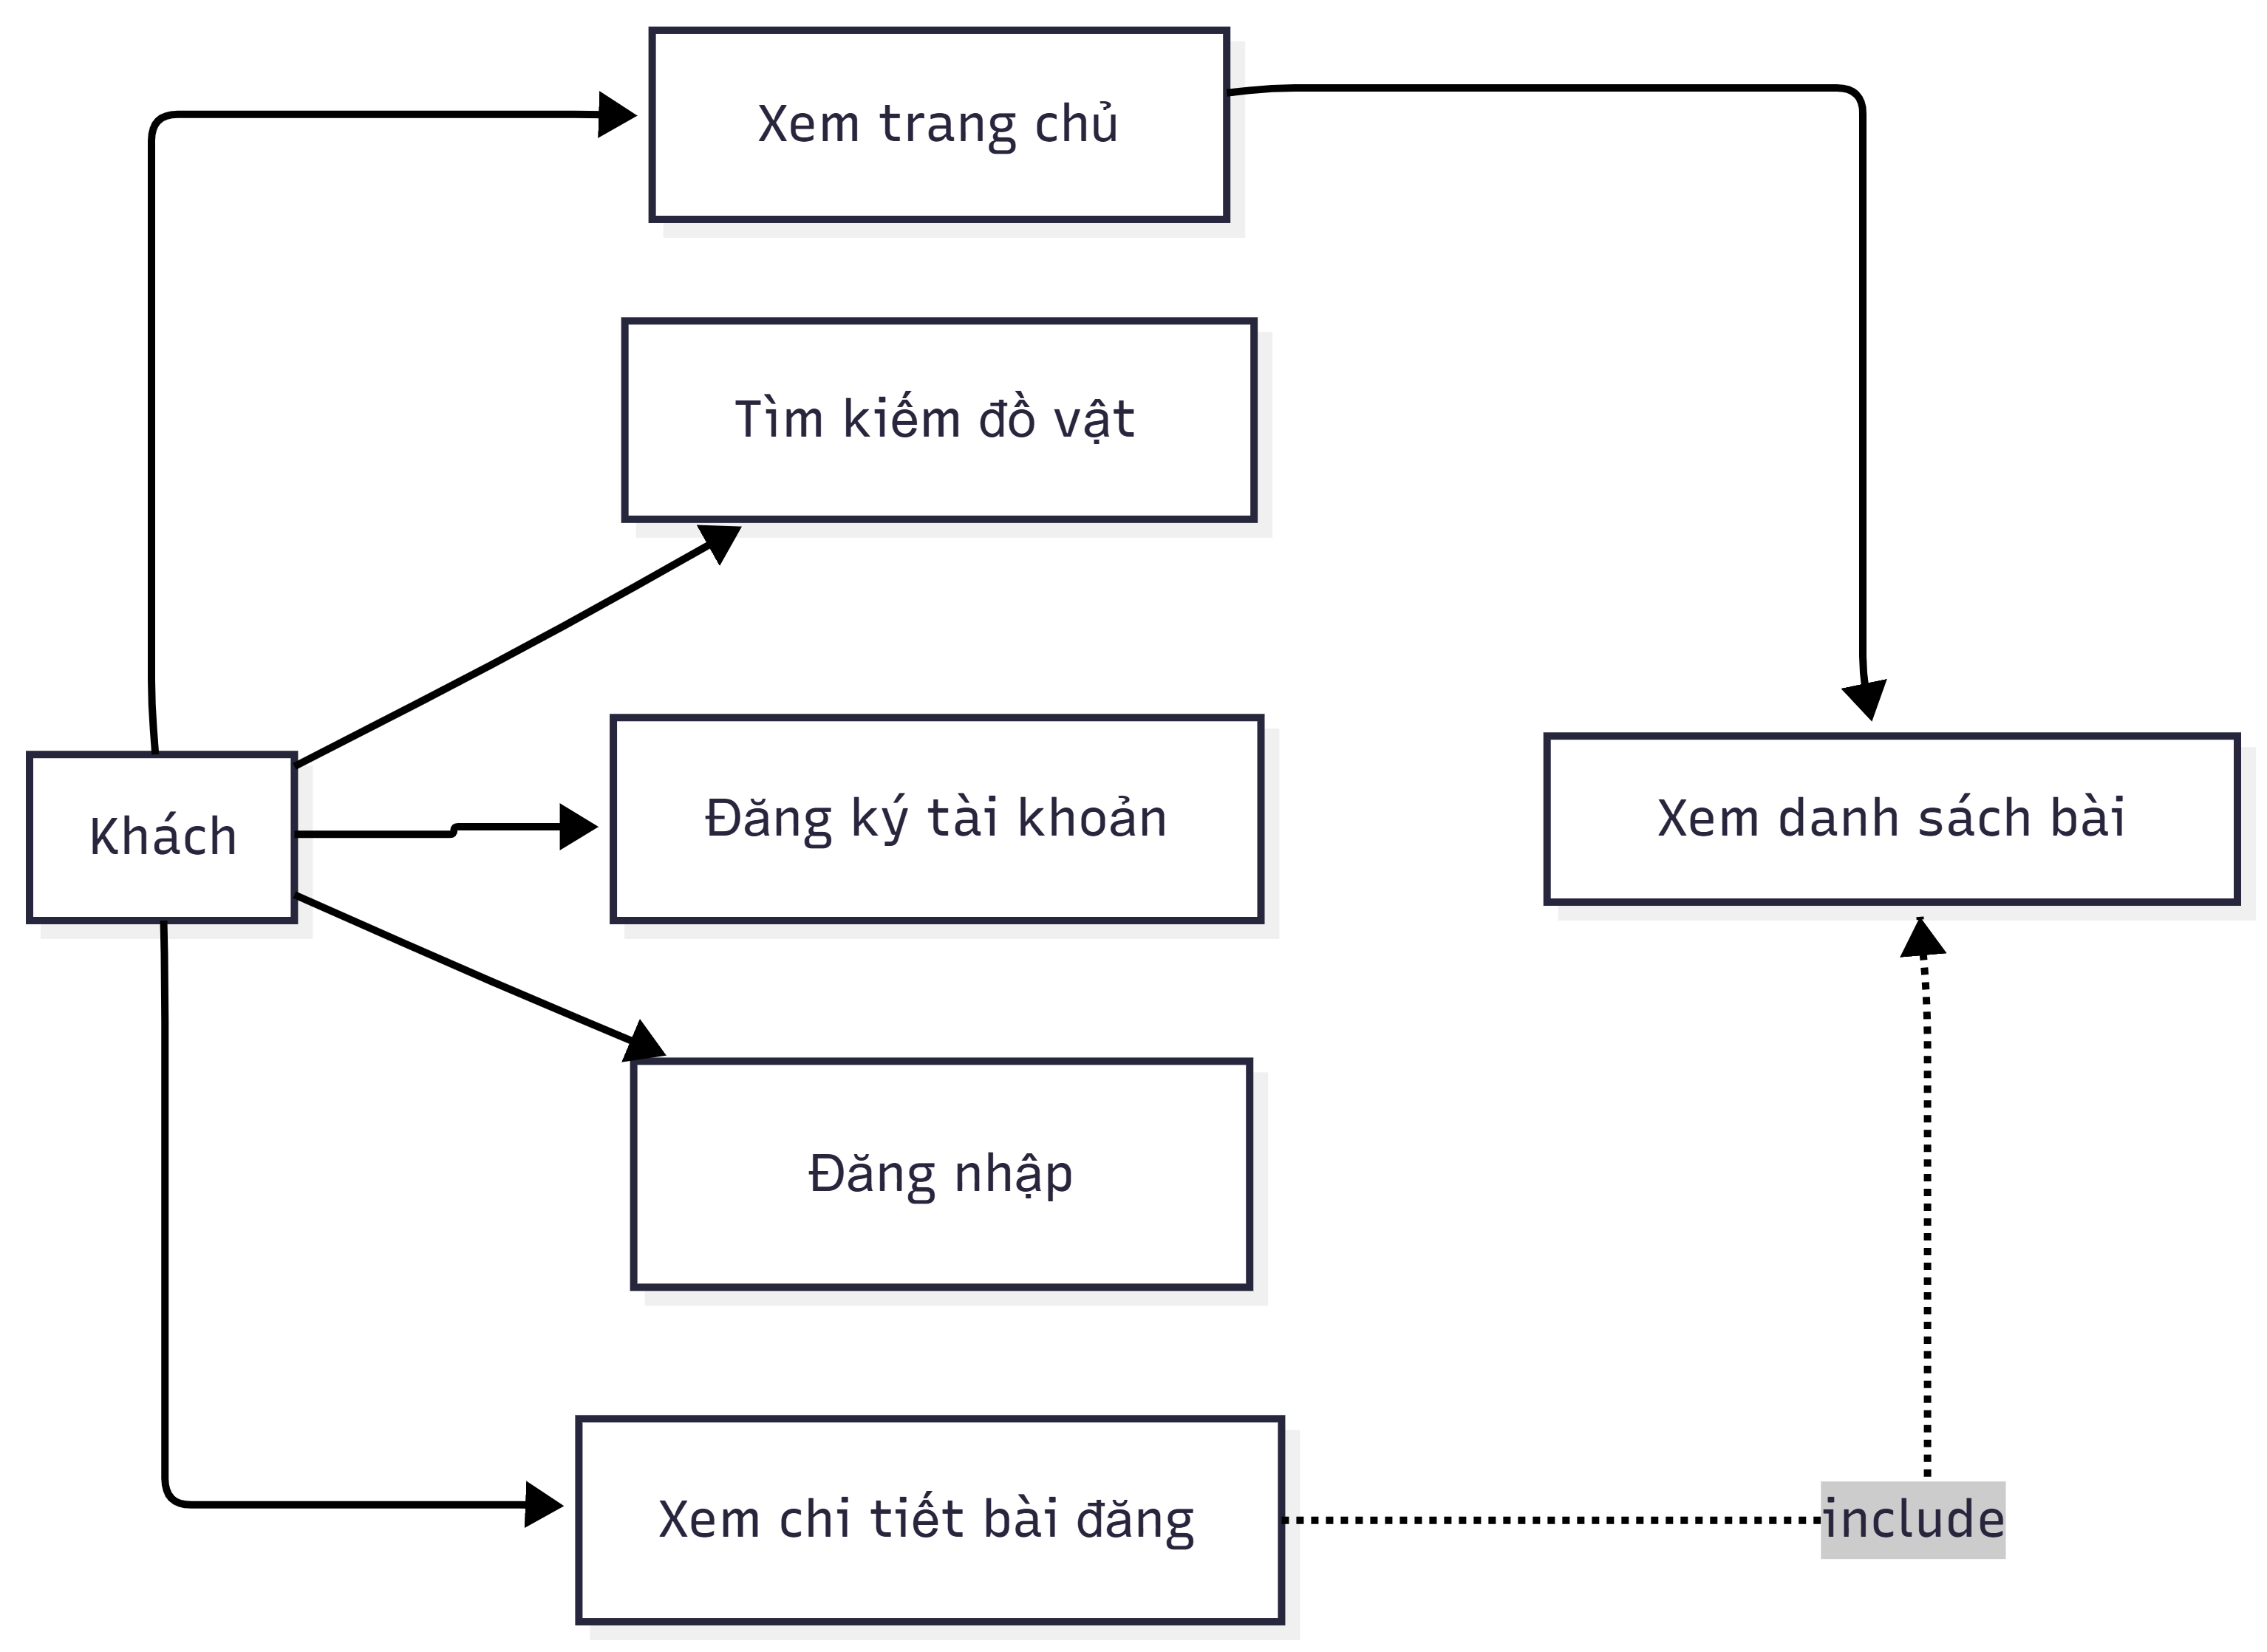 Xem trang chủ
Tìm kiếm đồ vật
Khách
Đăng ký tài khoản
Xem danh sách bài
Đăng nhập
Xem chi tiết bài đăng
include